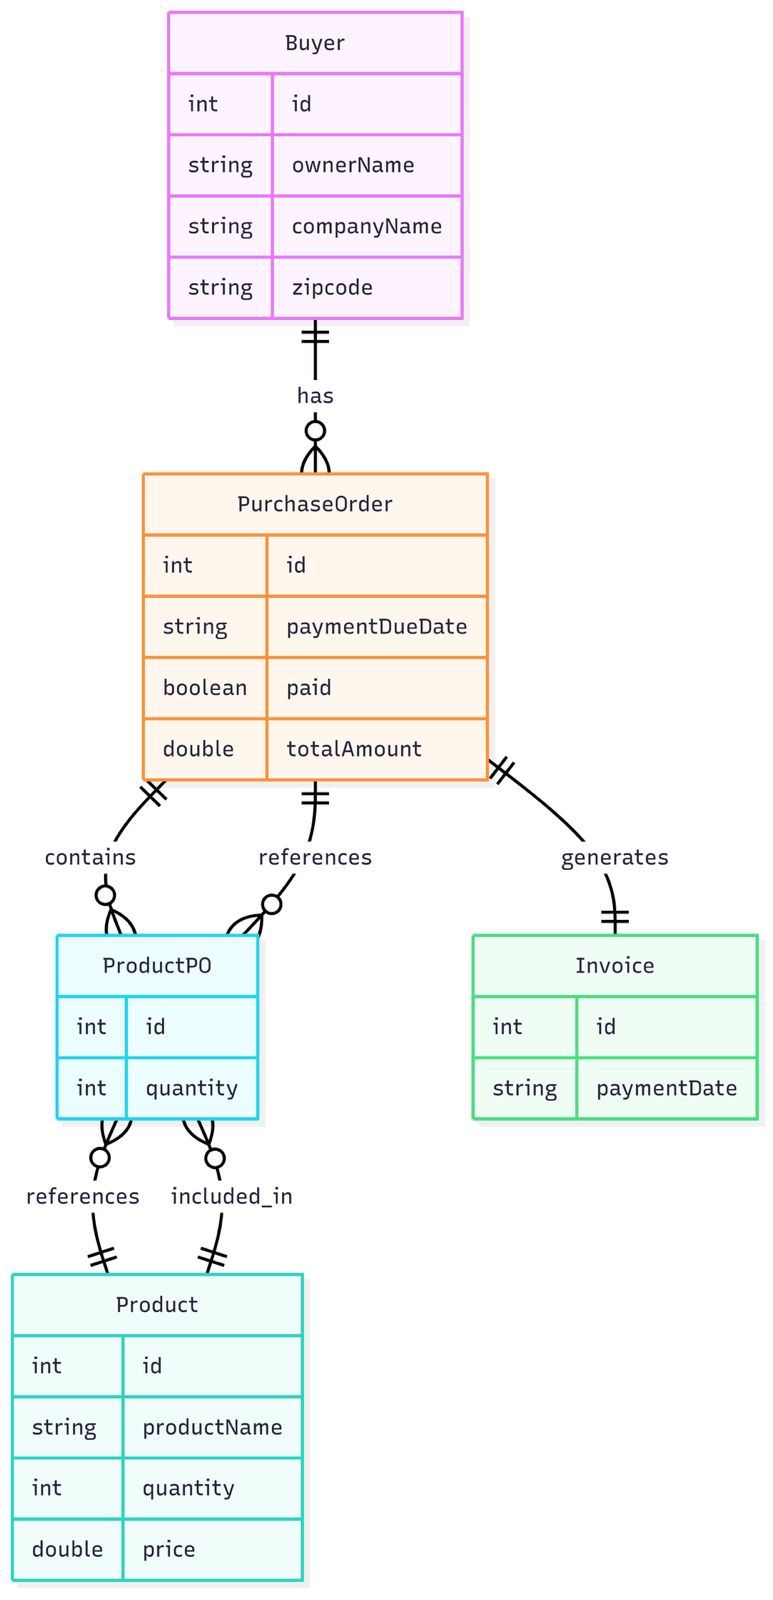 Buyer
int id
string ownerName
string companyName
string zipcode
has
PurchaseOrder
int id
string paymentDueDate
boolean paid
double totalAmount
contains references generates
ProductPO
int id
int quantity
Invoice
int id
string paymentDate
references included_in
Product
int id
string productName
int quantity
double price